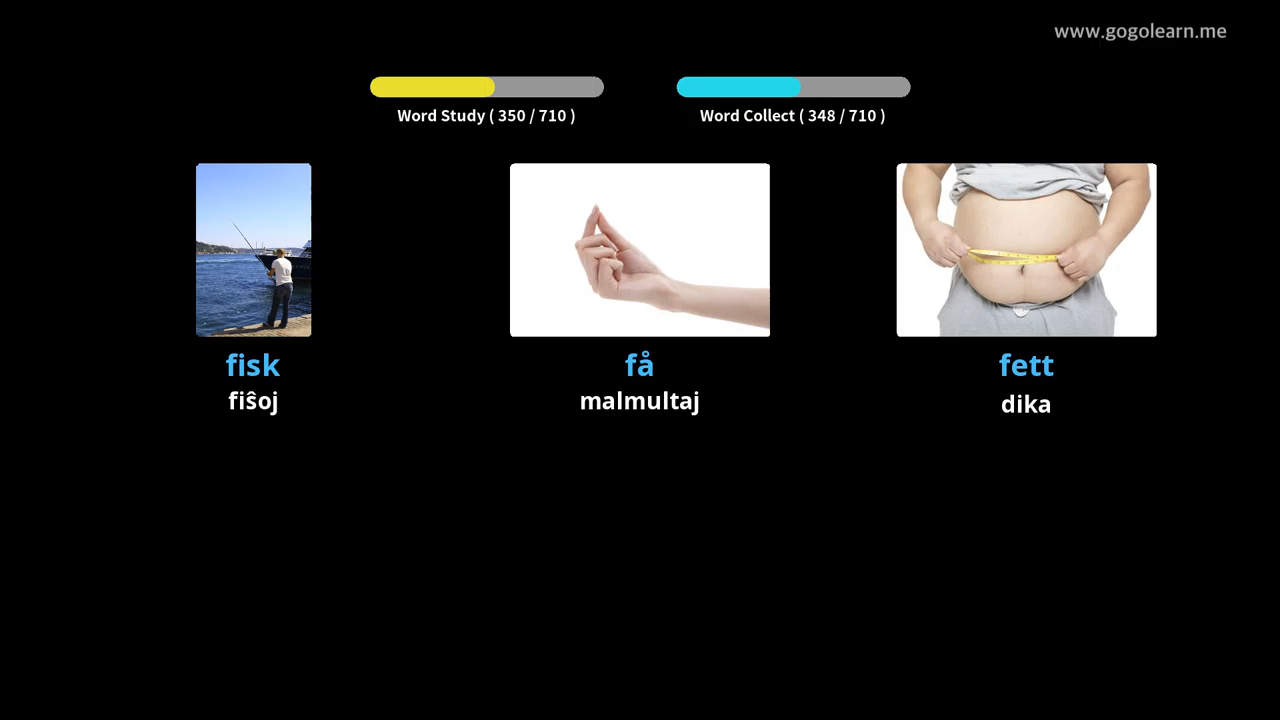 www.gogolearn.me
Word Study ( 350 / 710 )
Word Collect ( 348 / 710 )
fisk
fiŝoj
få
malmultaj
fett
dika